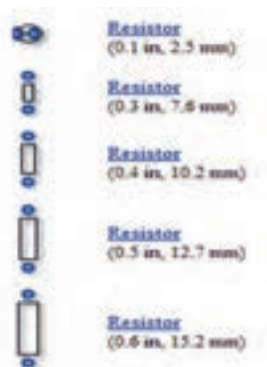 Resistor
(0.1 in, 2.5 mm)
Resistor
(0.3 in, 7.6 mm)
Resistor
(0.4 in, 10.2 mm)
Resistor
(0.5 in, 12.7 mm)
Resistor
(0.6 in, 15.2 mm)